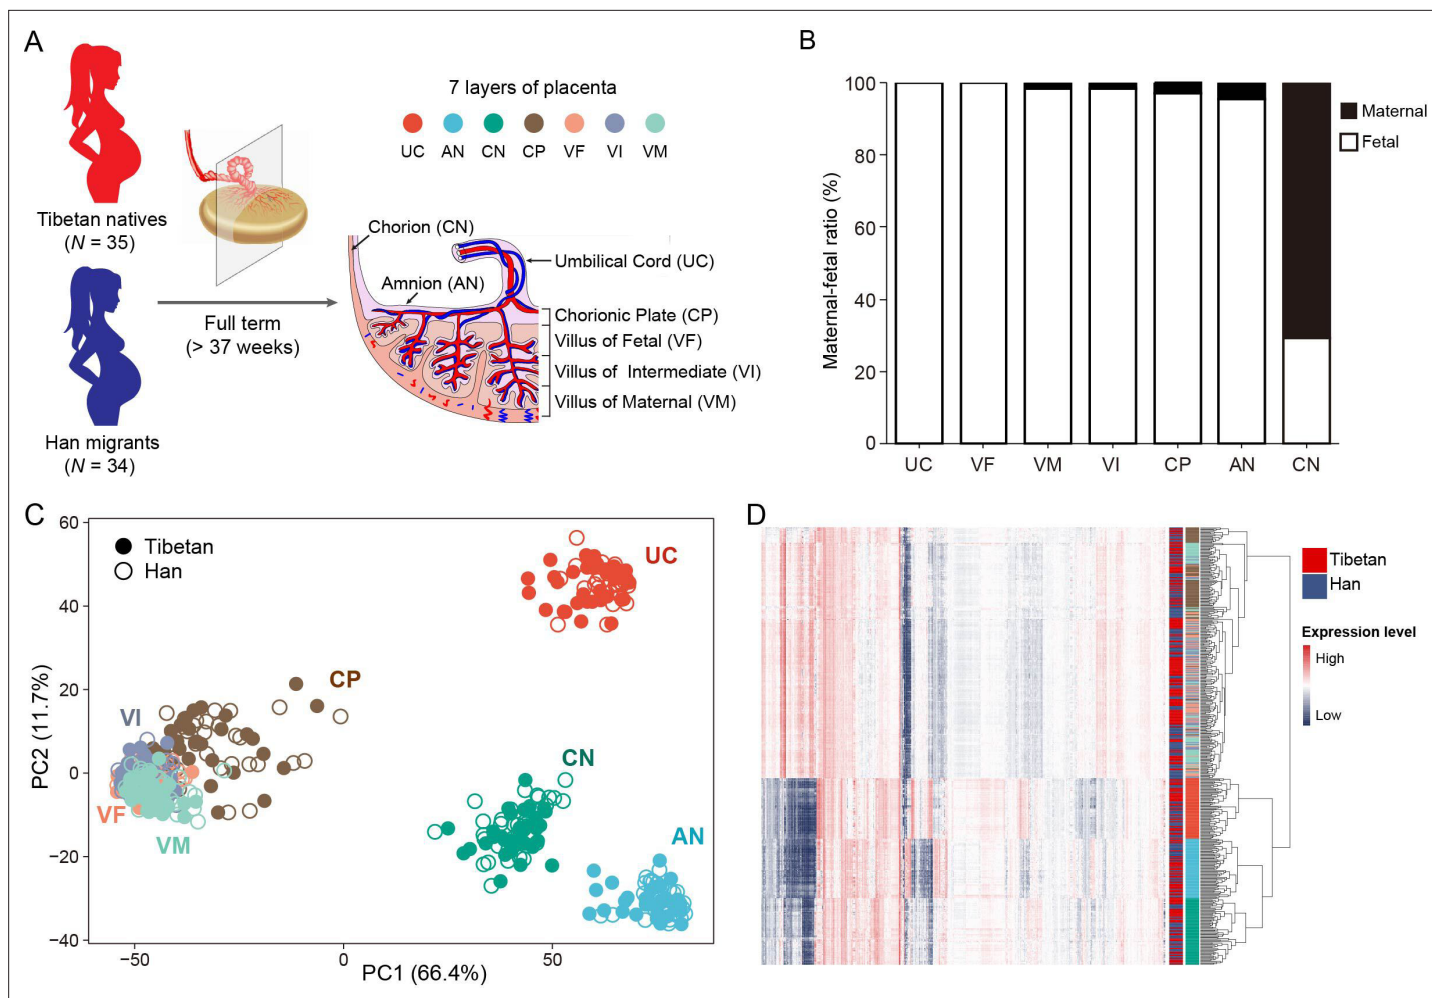 A
Tibetan natives
(N = 35)
Han migrants
(N = 34)
Full term
(> 37 weeks)
7 layers of placenta
UC AN CN CP VF VI VM
Chorion (CN)
Amnion (AN)
Umbilical Cord (UC)
Chorionic Plate (CP)
Villus of Fetal (VF)
Villus of Intermediate (VI)
Villus of Maternal (VM)
B
Maternal-fetal ratio (%)
100
80
60
40
20
0
UC VF VM VI CP AN CN
Maternal
Fetal
C
Tibetan
Han
PC2 (11.7%)
60
40
20
0
−20
−40
UC
CP
VI
VF
VM
CN
AN
−50 0 50
PC1 (66.4%)
D
Tibetan
Han
Expression level
High
Low